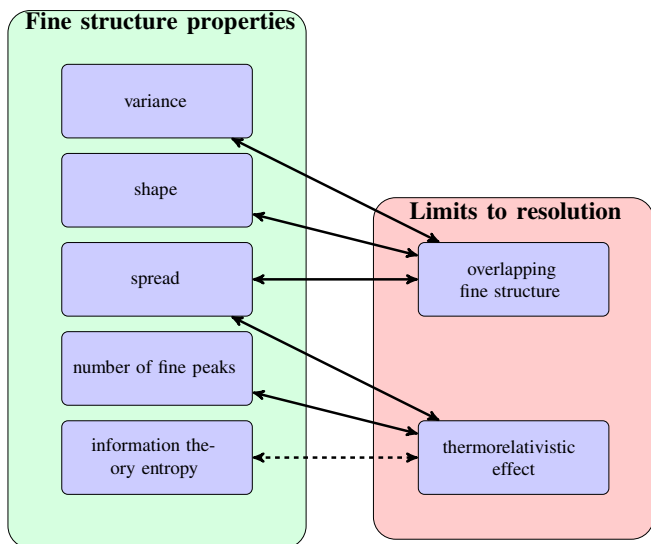 Fine structure properties
variance
shape
spread
number of fine peaks
information the-
ory entropy
Limits to resolution
overlapping
fine structure
thermorelativistic
effect